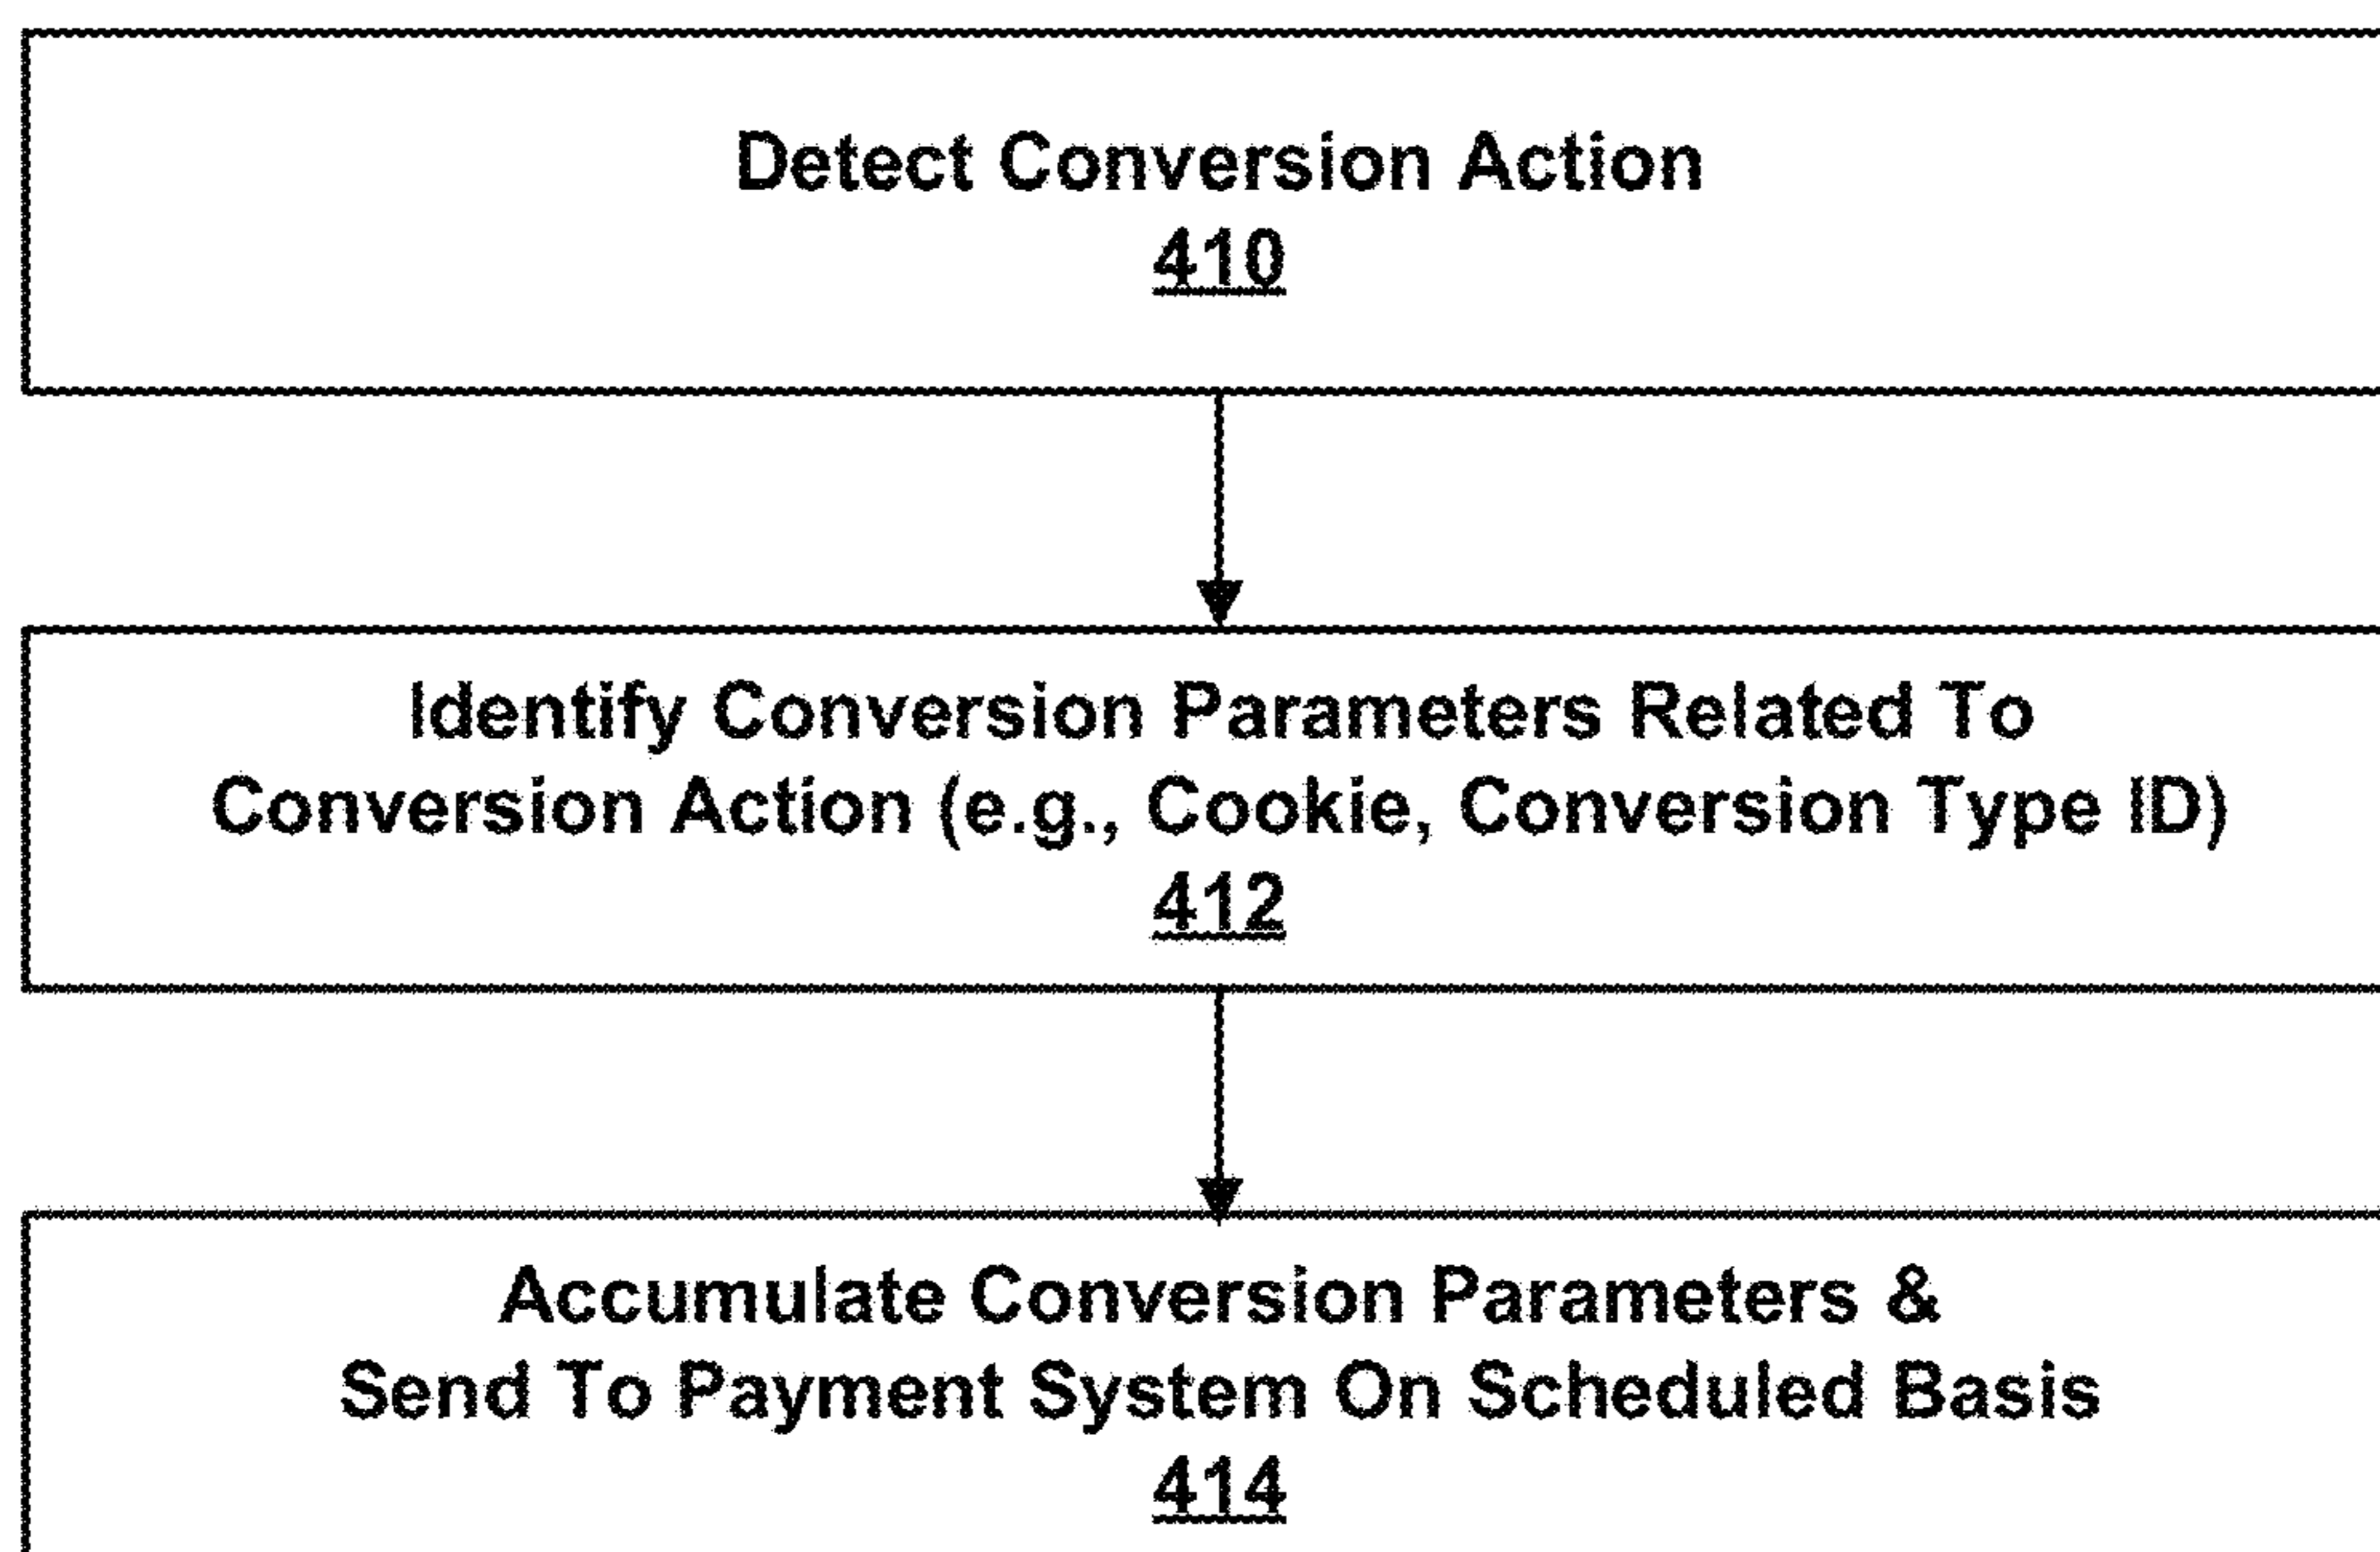 Detect Conversion Action
410
Identify Conversion Parameters Related To
Conversion Action (e.g., Cookie, Conversion Type ID)
412
Accumulate Conversion Parameters &
Send To Payment System On Scheduled Basis
414